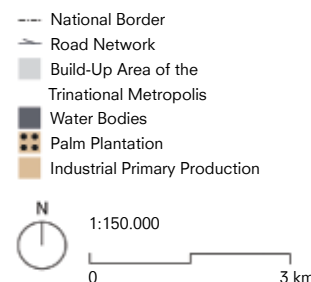 National Border
Road Network
Build-Up Area of the
Trinational Metropolis
Water Bodies
Palm Plantation
Industrial Primary Production
N
1:150.000
0 3 km